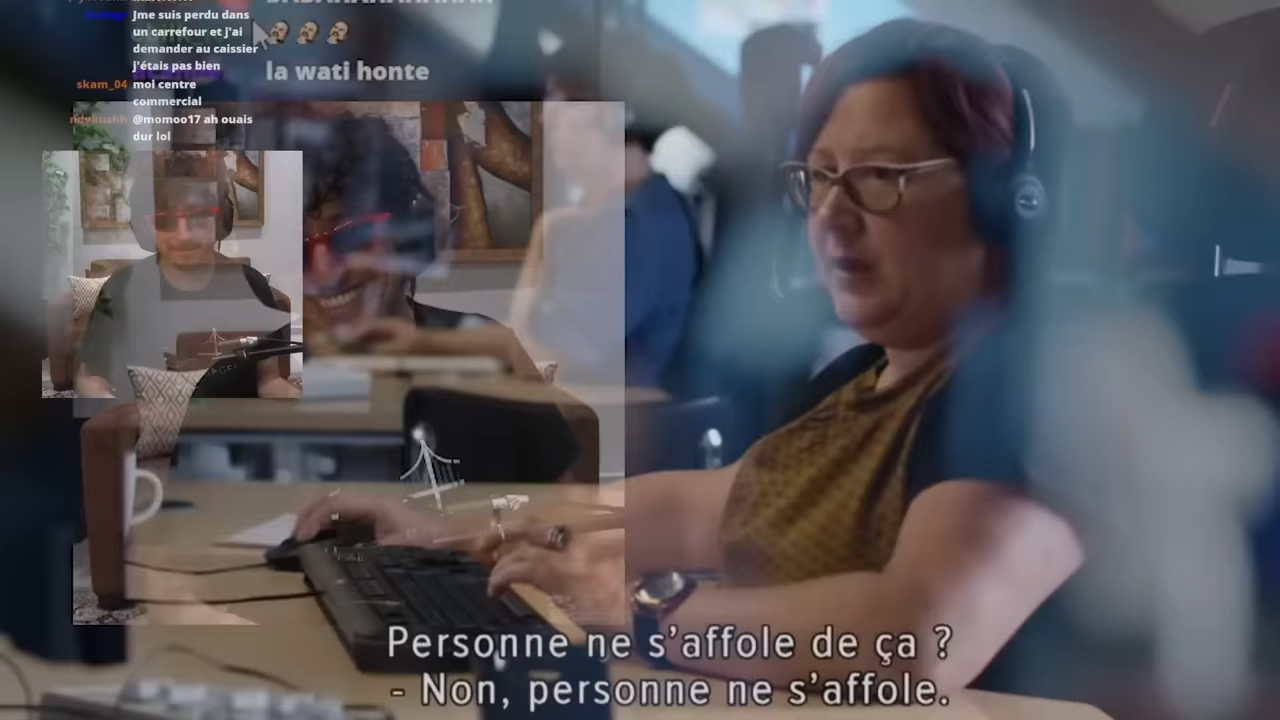 Jme suis perdu dans
un carrefour et j'ai
demander au caissier
j'étais pas bien
la wati honte
skam_04 moi centre
commercial
@momoo17 ah ouais
dur lol
Personne ne s'affole de ça ?
- Non, personne ne s'affole.